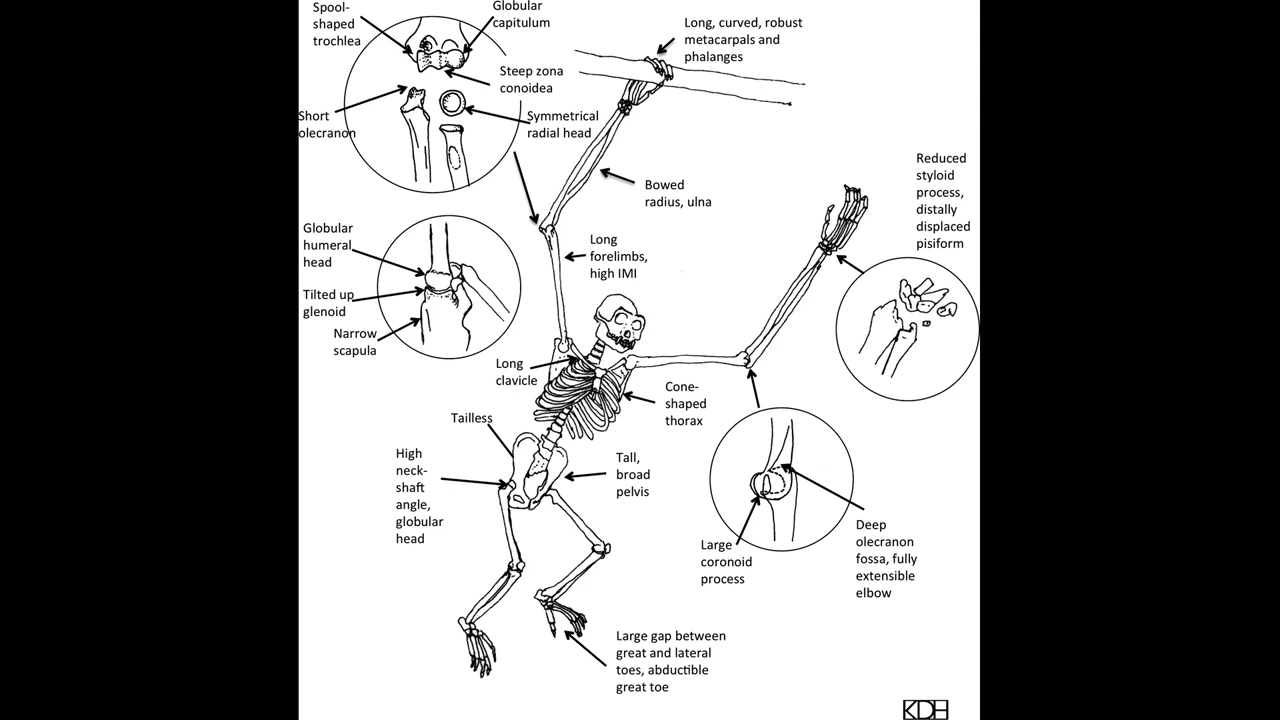 Spool-
shaped
trochlea
Globular
capitulum
Long, curved, robust
metacarpals and
phalanges
Steep zona
conoidea
Short
olecranon
Symmetrical
radial head
Reduced
styloid
process,
distally
displaced
pisiform
Bowed
radius, ulna
Globular
humeral
head
Long
forelimbs,
high IMI
Tilted up
glenoid
Narrow
scapula
Long
clavicle
Cone-
shaped
thorax
Tailless
High
neck-
shaft
angle,
globular
head
Tall,
broad
pelvis
Large
coronoid
process
Deep
olecranon
fossa, fully
extensible
elbow
Large gap between
great and lateral
toes, abductible
great toe
KDH